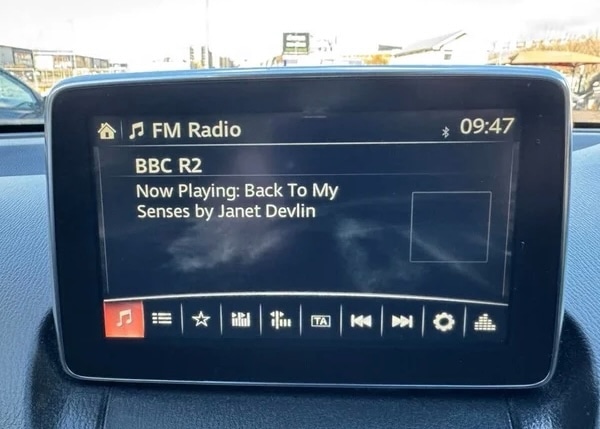 FM Radio
09:47
BBC R2
Now Playing: Back To My
Senses by Janet Devlin
TA